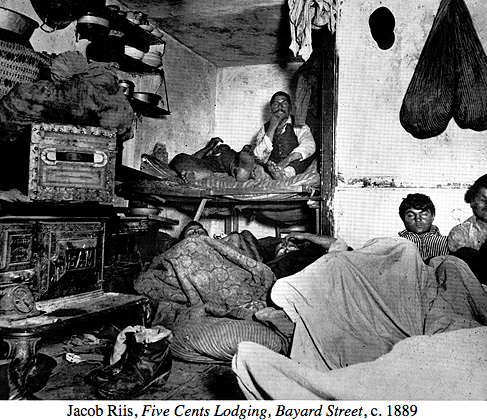 Jacob Riis, Five Cents Lodging, Bayard Street, c. 1889